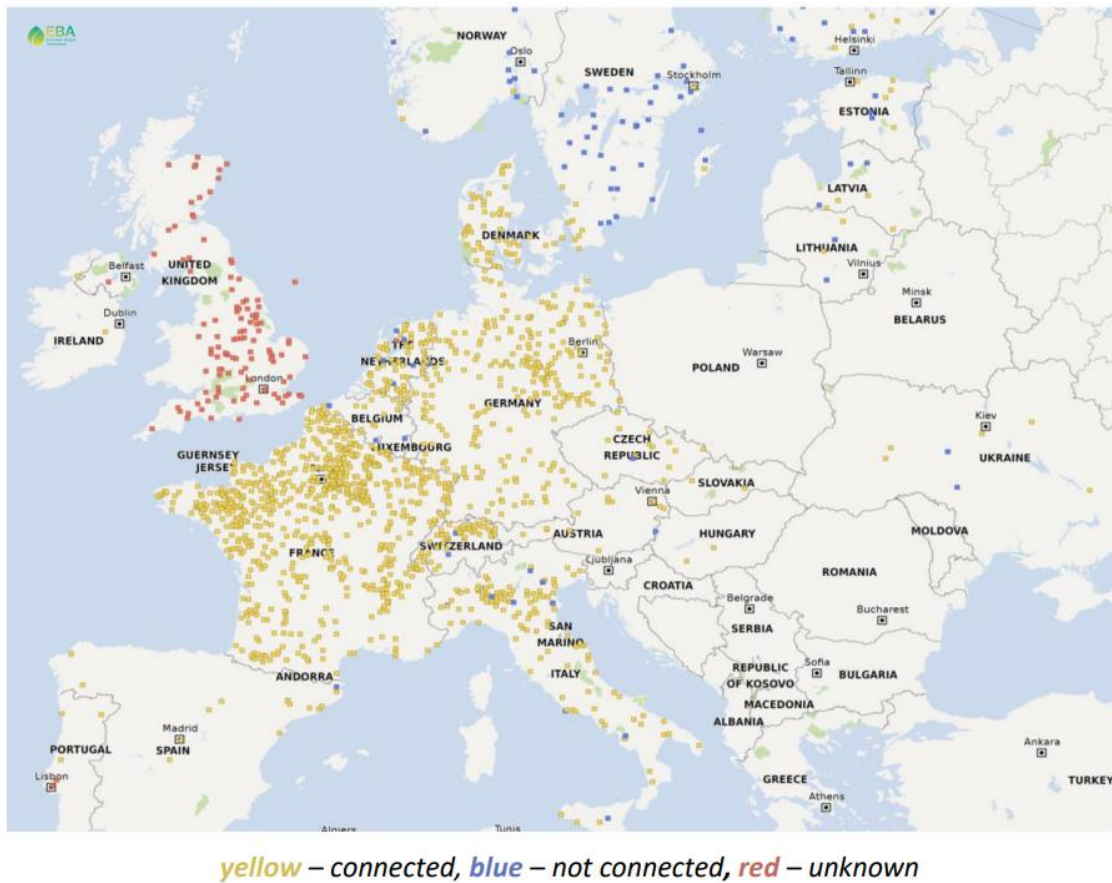 EBA
NORWAY
Oslo
SWEDEN
Stockholm
Helsinki
Tallinn
ESTONIA
LATVIA
LITHUANIA
Vilnius
Minsk
BELARUS
DENMARK
UNITED
KINGDOM
Belfast
Dublin
IRELAND
London
THE
NETHERLANDS
Berlin
GERMANY
POLAND
Warsaw
BELGIUM
LUXEMBOURG
GUERNSEY
JERSEY
CZECH
REPUBLIC
Kiev
UKRAINE
SLOVAKIA
Vienna
AUSTRIA
HUNGARY
MOLDOVA
FRANCE
SWITZERLAND
Ljubljana
CROATIA
ROMANIA
Belgrade
Bucharest
SERBIA
SAN
MARINO
ITALY
ANDORRA
REPUBLIC
OF KOSOVO
Sofia
BULGARIA
MACEDONIA
ALBANIA
Madrid
SPAIN
PORTUGAL
Lisbon
GREECE
Athens
Ankara
TURKEY
Algiers
Tunis
yellow – connected, blue – not connected, red – unknown